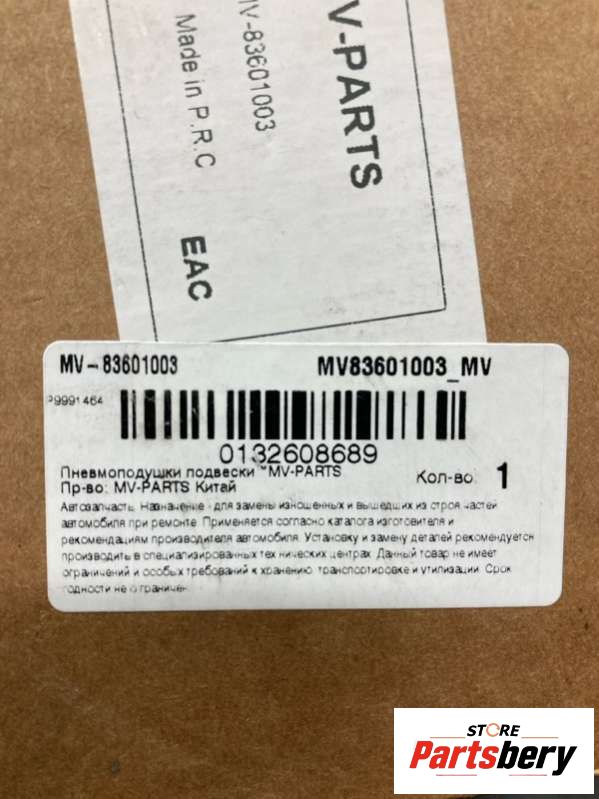 V-PARTS
MV-83601003
Made in P.R.C
EAC
MV-83601003
MV83601003_MV
P9991464
0132608689
Пневмоподушки подвески "MV-PARTS
Пр-во: MV-PARTS Китай
Кол-во: 1
Автозапчасть. Назначение - для замены изношенных и вышедших из строя частей
автомобиля при ремонте. Применяется согласно каталога изготовителя и
рекомендациям производителя автомобиля. Установку и замену деталей рекомендуется
производить в специализированных технических центрах. Данный товар не имеет
ограничений и особых требований к хранению, транспортировке и утилизации. Срок
годности не ограничен.
STORE
Partsbery